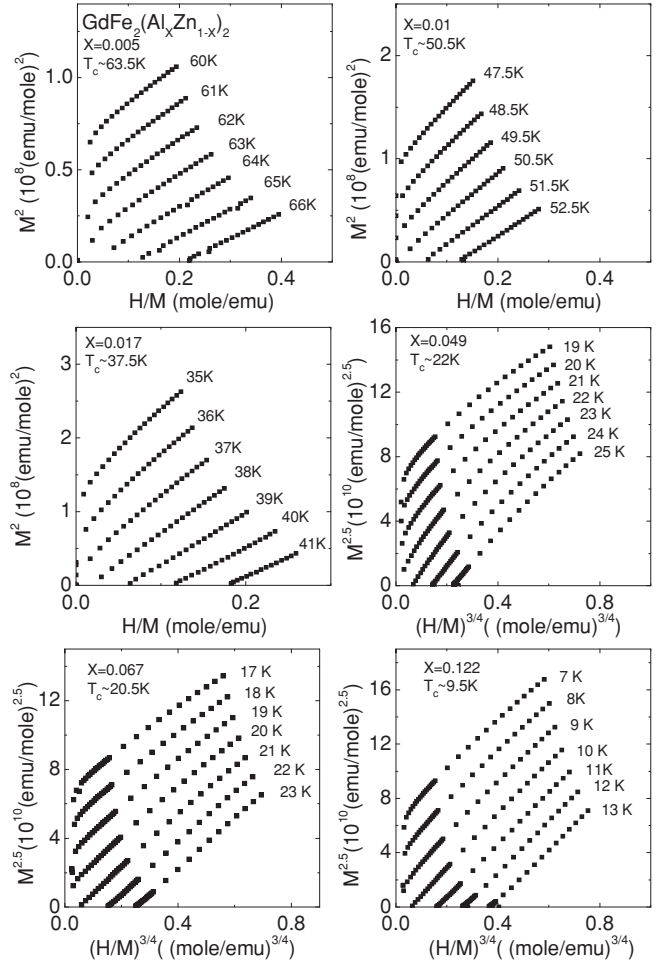 GdFe₂(AlₓZn₁₋ₓ)₂
X=0.005
T꜀~63.5K
60K
61K
62K
63K
64K
65K
66K
1.0
0.5
0
0.0
0.2
0.4
M² (10⁸(emu/mole)²)
H/M (mole/emu)
X=0.01
T꜀~50.5K
47.5K
48.5K
49.5K
50.5K
51.5K
52.5K
2
1
0
0.0
0.2
0.4
M² (10⁸(emu/mole)²)
H/M (mole/emu)
X=0.017
T꜀~37.5K
35K
36K
37K
38K
39K
40K
41K
3
2
1
0
0.0
0.2
M² (10⁸(emu/mole)²)
H/M (mole/emu)
X=0.049
T꜀~22K
19 K
20 K
21 K
22 K
23 K
24 K
25 K
16
12
8
4
0
0.0
0.4
0.8
M²·⁵(10¹⁰(emu/mole)²·⁵)
(H/M)³/⁴( (mole/emu)³/⁴)
X=0.067
T꜀~20.5K
17 K
18 K
19 K
20 K
21 K
22 K
23 K
12
6
0
0.0
0.4
0.8
M²·⁵(10¹⁰(emu/mole)²·⁵)
(H/M)³/⁴( (mole/emu)³/⁴)
X=0.122
T꜀~9.5K
7 K
8K
9 K
10 K
11K
12 K
13 K
16
12
8
4
0
0.0
0.4
0.8
M²·⁵(10¹⁰(emu/mole)²·⁵)
(H/M)³/⁴( (mole/emu)³/⁴)